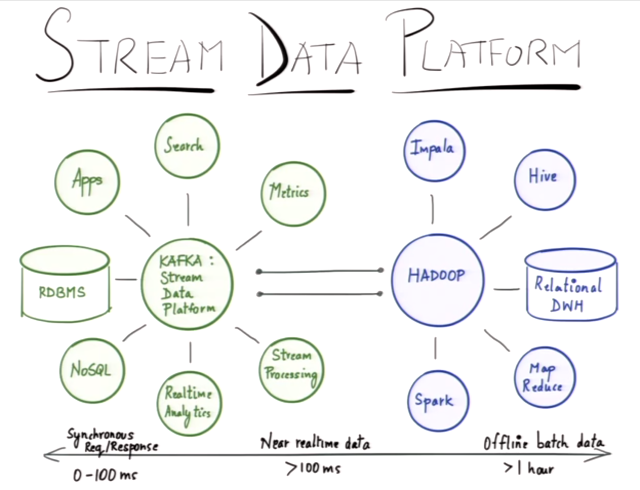 STREAM DATA PLATFORM
Search
Apps
Metrics
RDBMS
KAFKA :
Stream
Data
Platform
NoSQL
Realtime
Analytics
Stream
Processing
Impala
Hive
HADOOP
Relational
DWH
Map
Reduce
Spark
Synchronous
Req/Response
0-100 ms
Near realtime data
>100 ms
Offline batch data
>1 hour